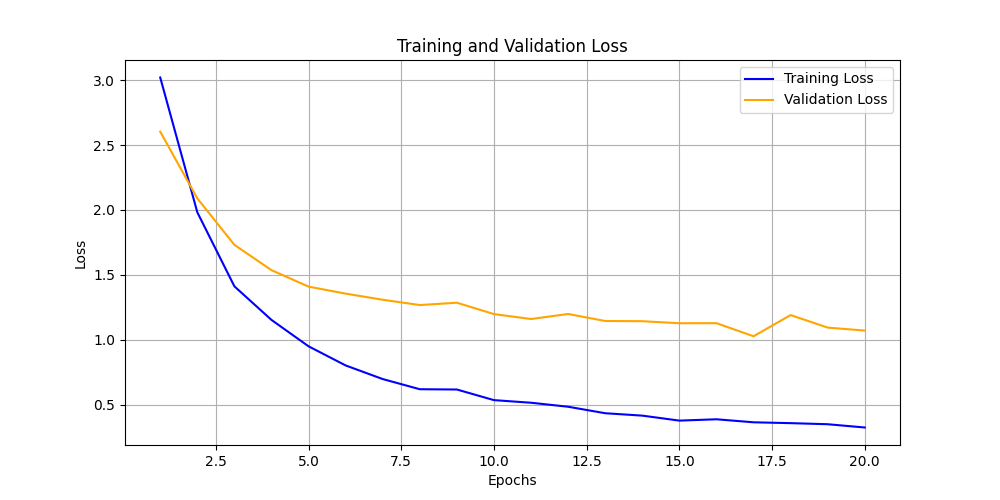 Training and Validation Loss
Training Loss
Validation Loss
3.0
2.5
2.0
1.5
1.0
0.5
Loss
2.5 5.0 7.5 10.0 12.5 15.0 17.5 20.0
Epochs